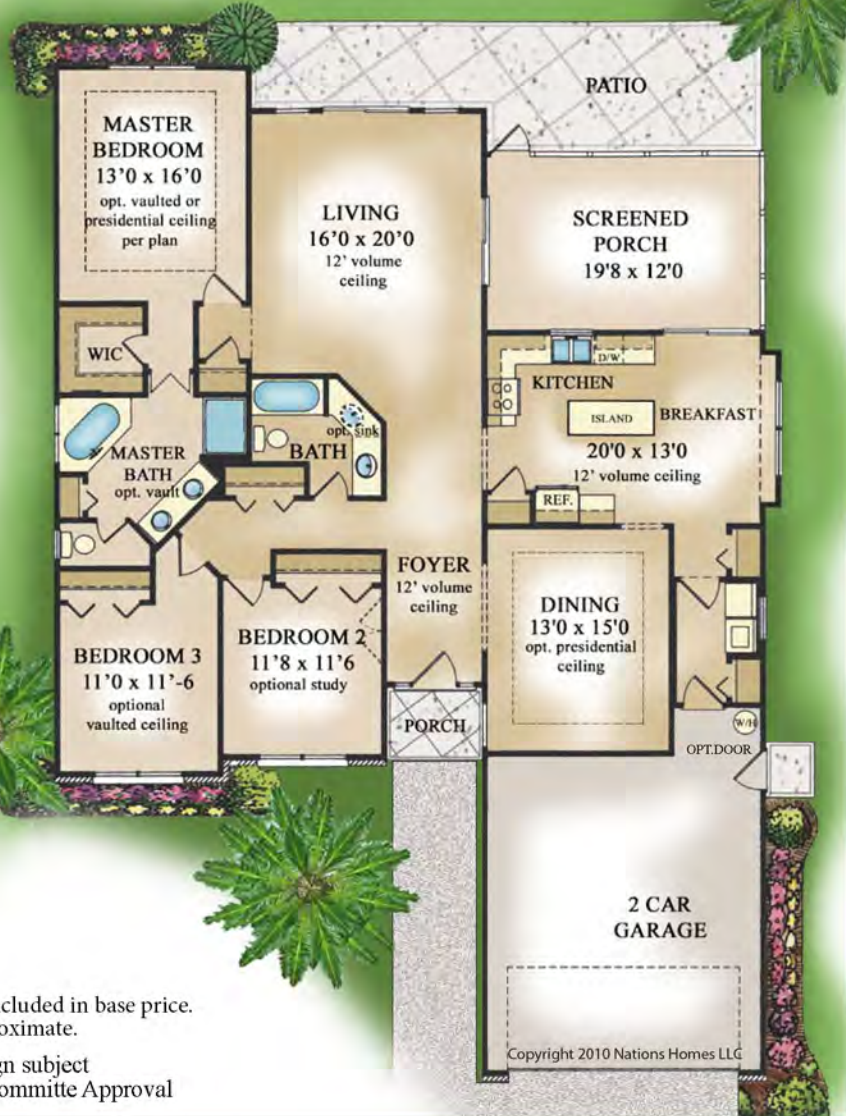 PATIO
MASTER
BEDROOM
13'0 x 16'0
opt. vaulted or
presidential ceiling
per plan
LIVING
16'0 x 20'0
12' volume
ceiling
SCREENED
PORCH
19'8 x 12'0
WIC
D/W
KITCHEN
ISLAND
BREAKFAST
20'0 x 13'0
12' volume ceiling
REF.
opt. sink
BATH
MASTER
BATH
opt. vault
FOYER
12' volume
ceiling
DINING
13'0 x 15'0
opt. presidential
ceiling
BEDROOM 2
11'8 x 11'6
optional study
BEDROOM 3
11'0 x 11'-6
optional
vaulted ceiling
PORCH
W/H
OPT.DOOR
2 CAR
GARAGE
cluded in base price.
oximate.
gn subject
ommitte Approval
Copyright 2010 Nations Homes LLC